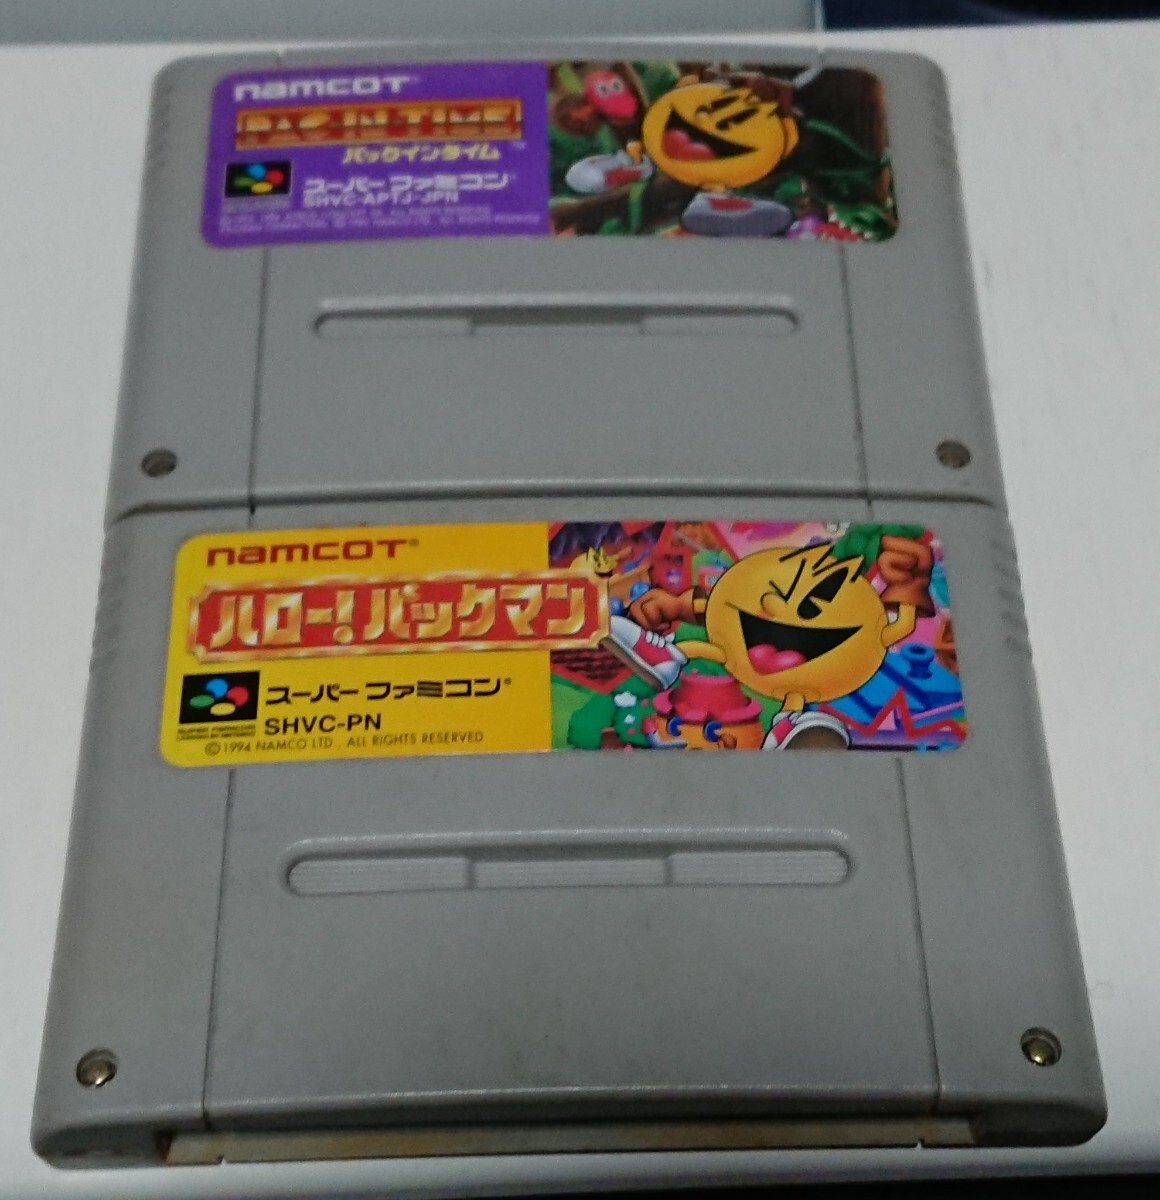 namcoT
PAC-IN-TIME™
パックインタイム
スーパーファミコン
SHVC-APTJ-JPN
namcoT®
ハロー!パックマン
スーパーファミコン®
SHVC-PN
©1994 NAMCO LTD., ALL RIGHTS RESERVED